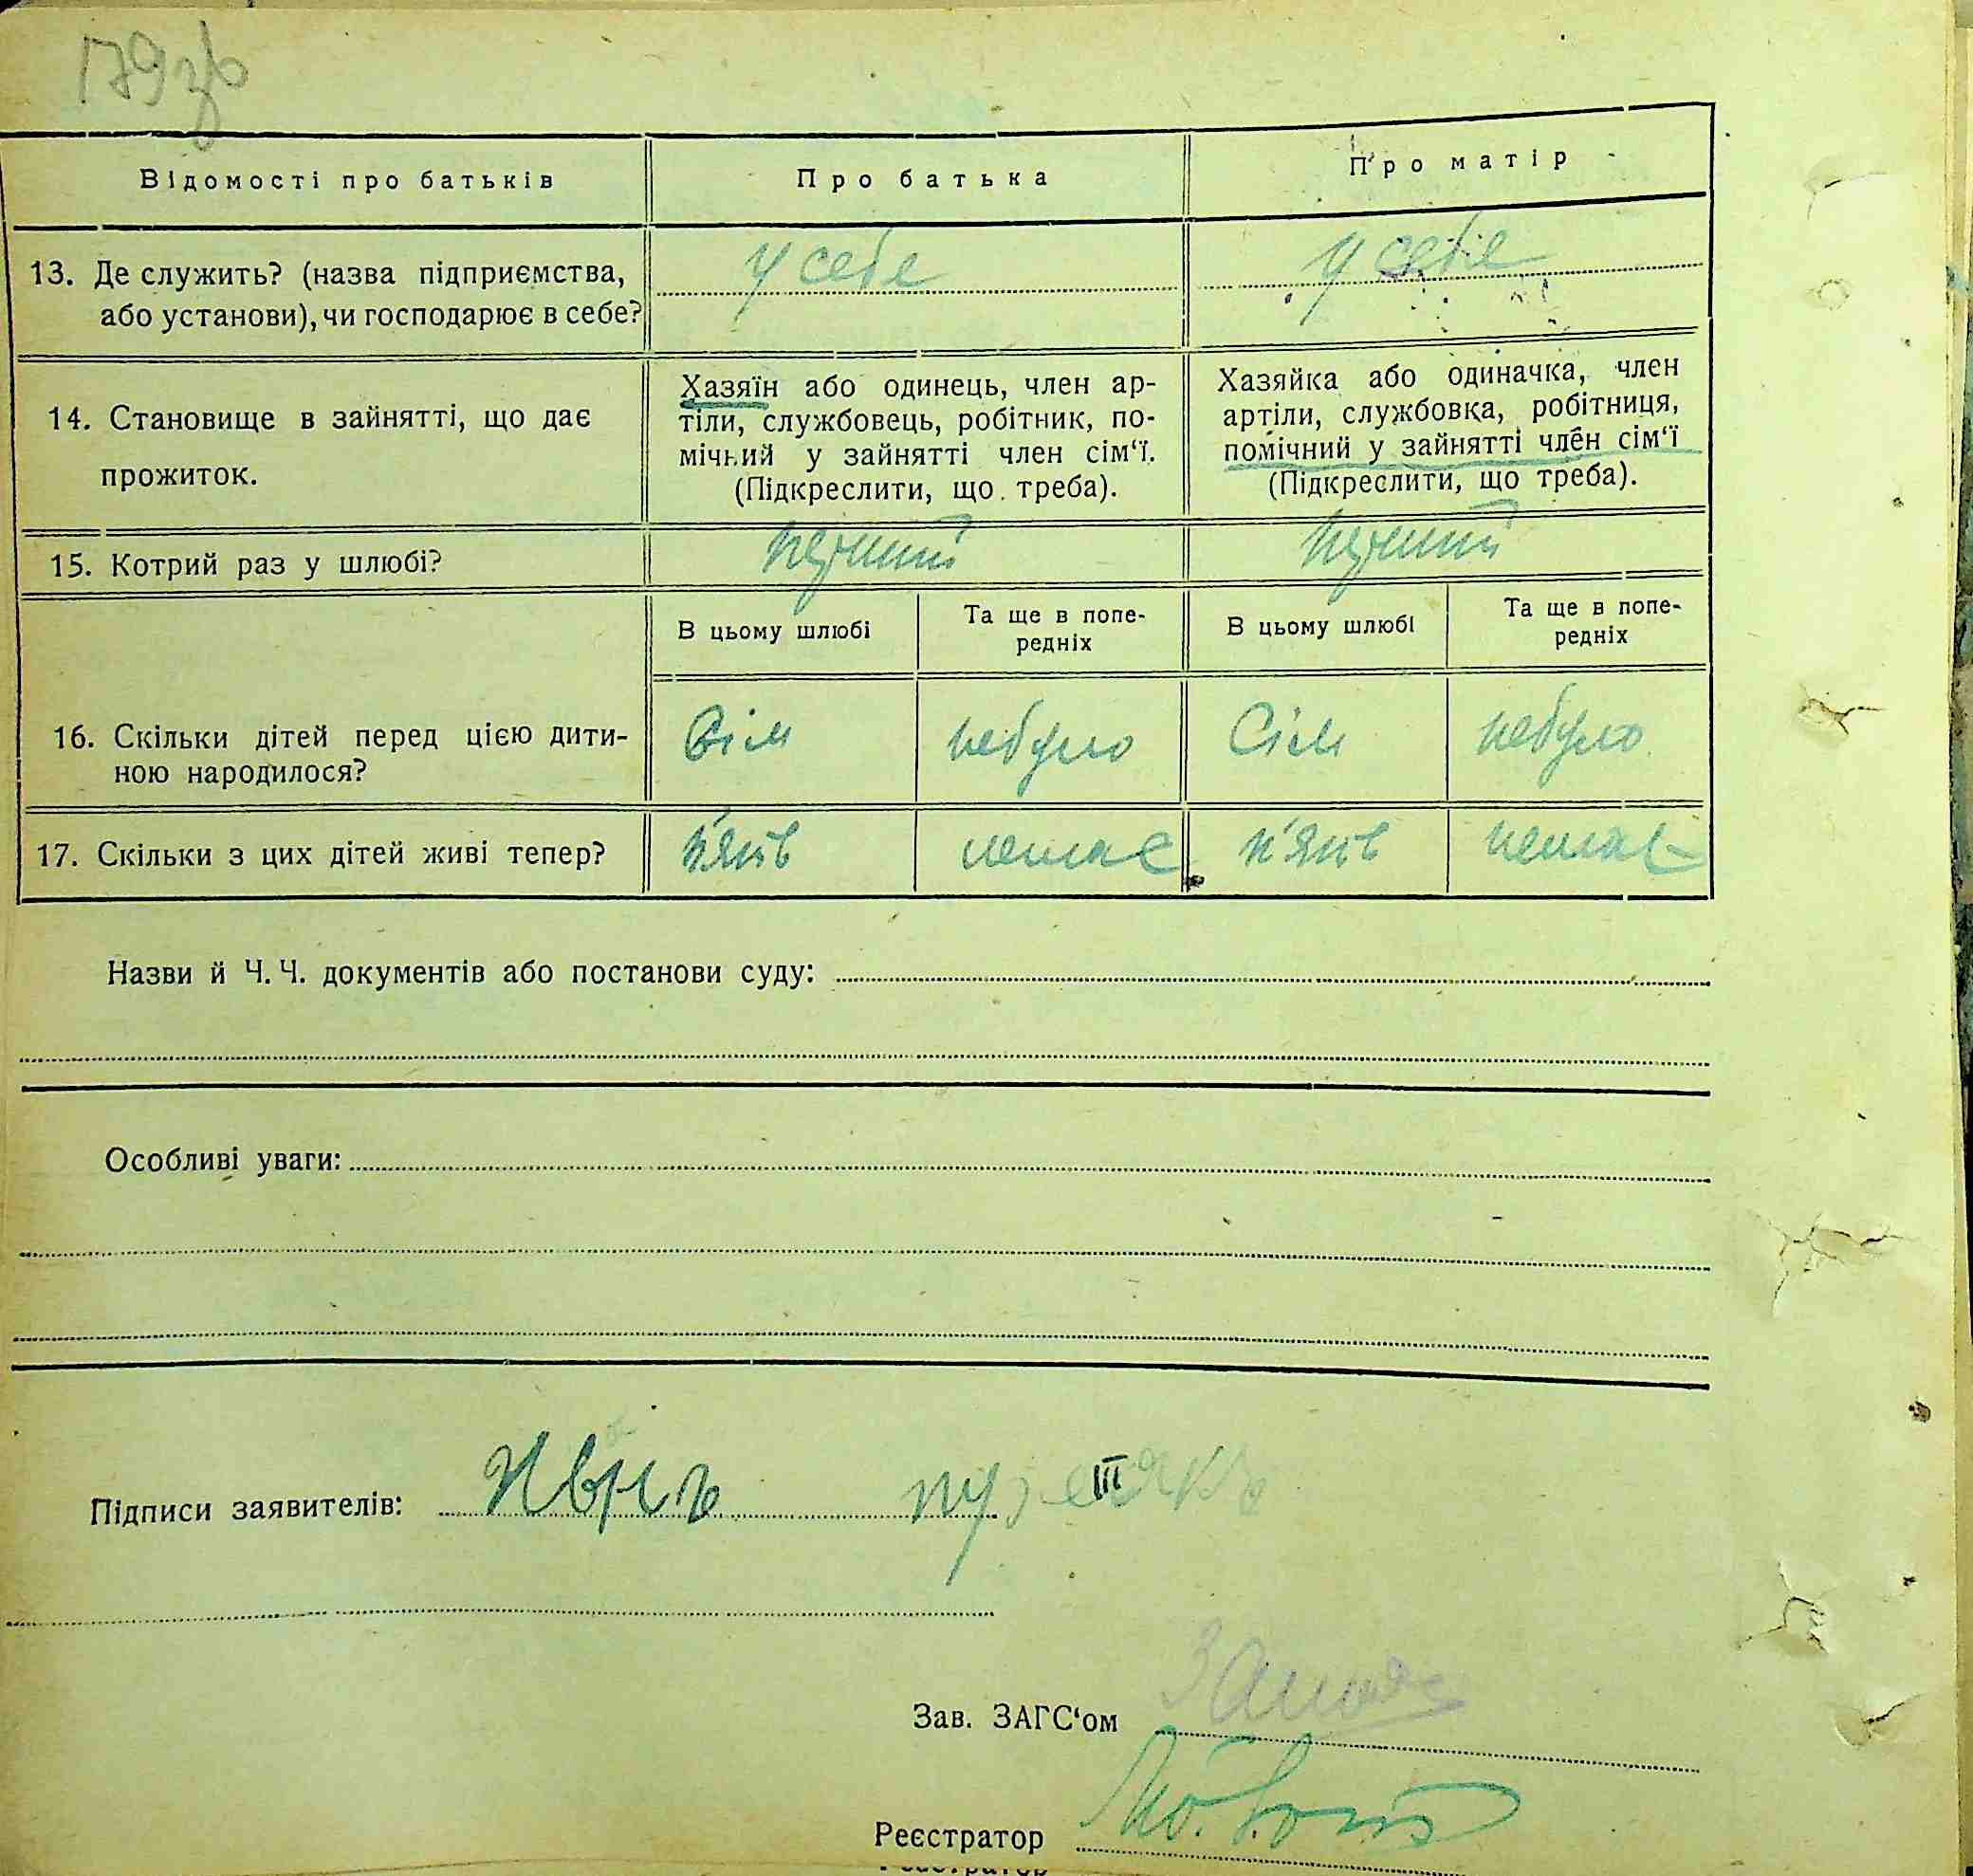 179зв
Відомості про батьків
Про батька
Про матір
13. Де служить? (назва підприємства,
або установи), чи господарює в себе?
у себе
у себе
14. Становище в зайнятті, що дає
прожиток.
Хазяїн або одинець, член ар-
тіли, службовець, робітник, по-
мічний у зайнятті член сім‘ї.
(Підкреслити, що треба).
Хазяйка або одиначка, член
артіли, службовка, робітниця,
помічний у зайнятті член сім‘ї
(Підкреслити, що треба).
15. Котрий раз у шлюбі?
перший
перший
В цьому шлюбі
Та ще в попе-
редніх
В цьому шлюбі
Та ще в попе-
редніх
16. Скільки дітей перед цією дити-
ною народилося?
Сім
небуло
Сім
небуло
17. Скільки з цих дітей живі тепер?
п'ять
немає
п'ять
немає
Назви й Ч. Ч. документів або постанови суду:
Особливі уваги:
Підписи заявителів:
III
Зав. ЗАГС‘ом
Реєстратор